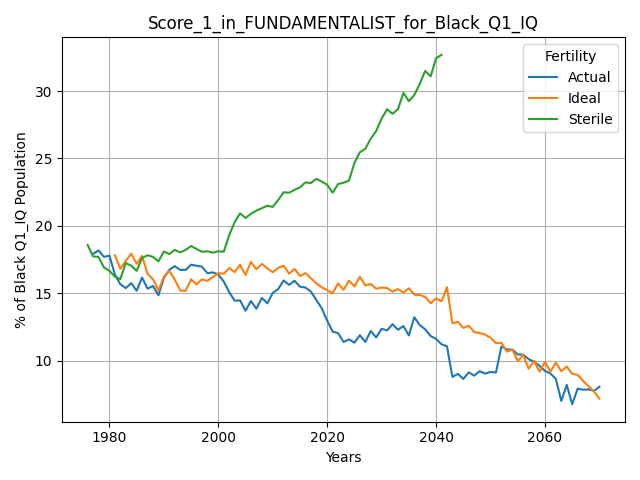 Score_1_in_FUNDAMENTALIST_for_Black_Q1_IQ
% of Black Q1_IQ Population
30
25
20
15
10
Fertility
Actual
Ideal
Sterile
1980 2000 2020 2040 2060
Years